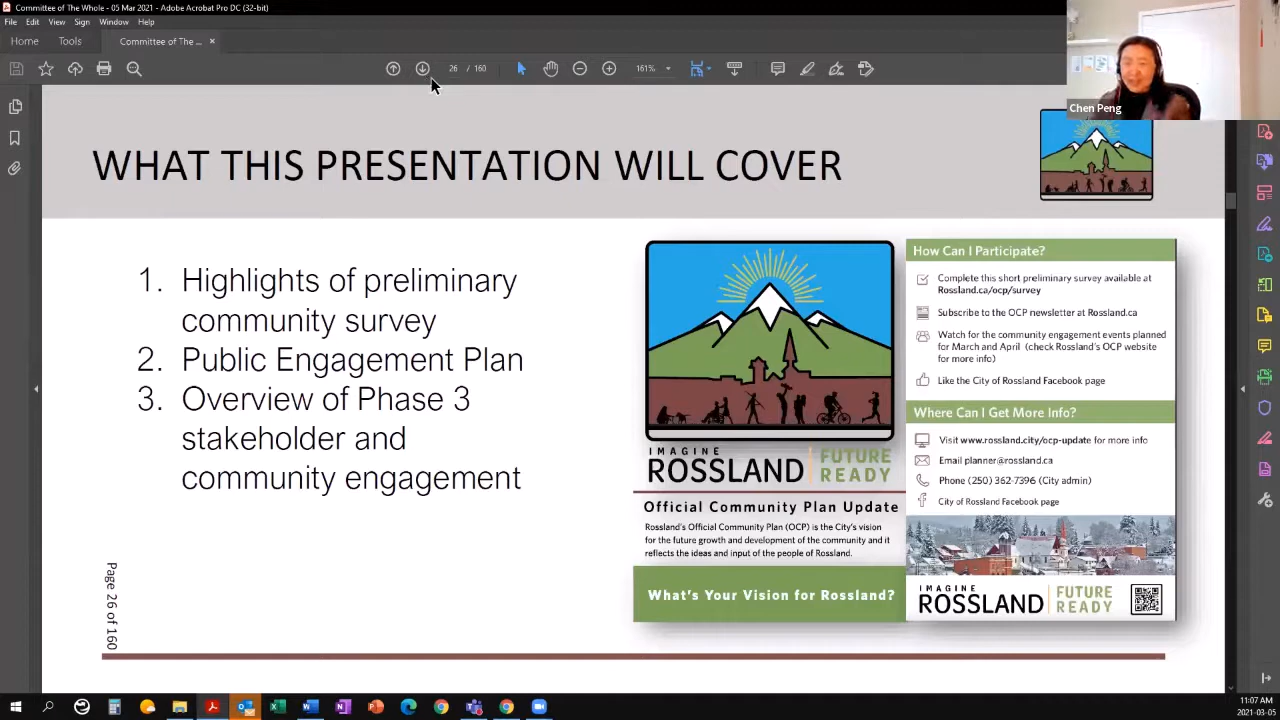 Committee of The Whole - 05 Mar 2021 - Adobe Acrobat Pro DC (32-bit)
File Edit View Sign Window Help
Home Tools Committee of The ... ×
26 / 160 161%
Chen Peng
WHAT THIS PRESENTATION WILL COVER
1. Highlights of preliminary
community survey
2. Public Engagement Plan
3. Overview of Phase 3
stakeholder and
community engagement
IMAGINE
ROSSLAND
FUTURE
READY
Official Community Plan Update
Rossland's Official Community Plan (OCP) is the City's vision
for the future growth and development of the community and it
reflects the ideas and input of the people of Rossland.
What's Your Vision for Rossland?
How Can I Participate?
Complete this short preliminary survey available at
Rossland.ca/ocp/survey
Subscribe to the OCP newsletter at Rossland.ca
Watch for the community engagement events planned
for March and April (check Rossland's OCP website
for more info)
Like the City of Rossland Facebook page
Where Can I Get More Info?
Visit www.rossland.city/ocp-update for more info
Email planner@rossland.ca
Phone (250) 362-7396 (City admin)
City of Rossland Facebook page
IMAGINE
ROSSLAND
FUTURE
READY
Page 26 of 160
11:07 AM
2021-03-05